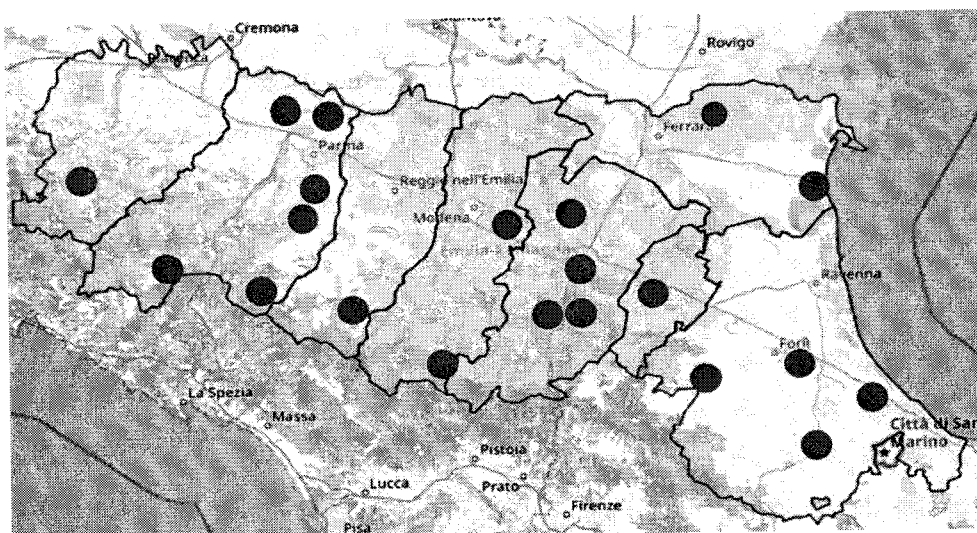 Cremona
Rovigo
Ferrara
Parma
Reggio nell'Emilia
Modena
Ravenna
Forlì
La Spezia
Massa
Città di San
Marino
Pistoia
Prato
Lucca
Firenze
Pisa